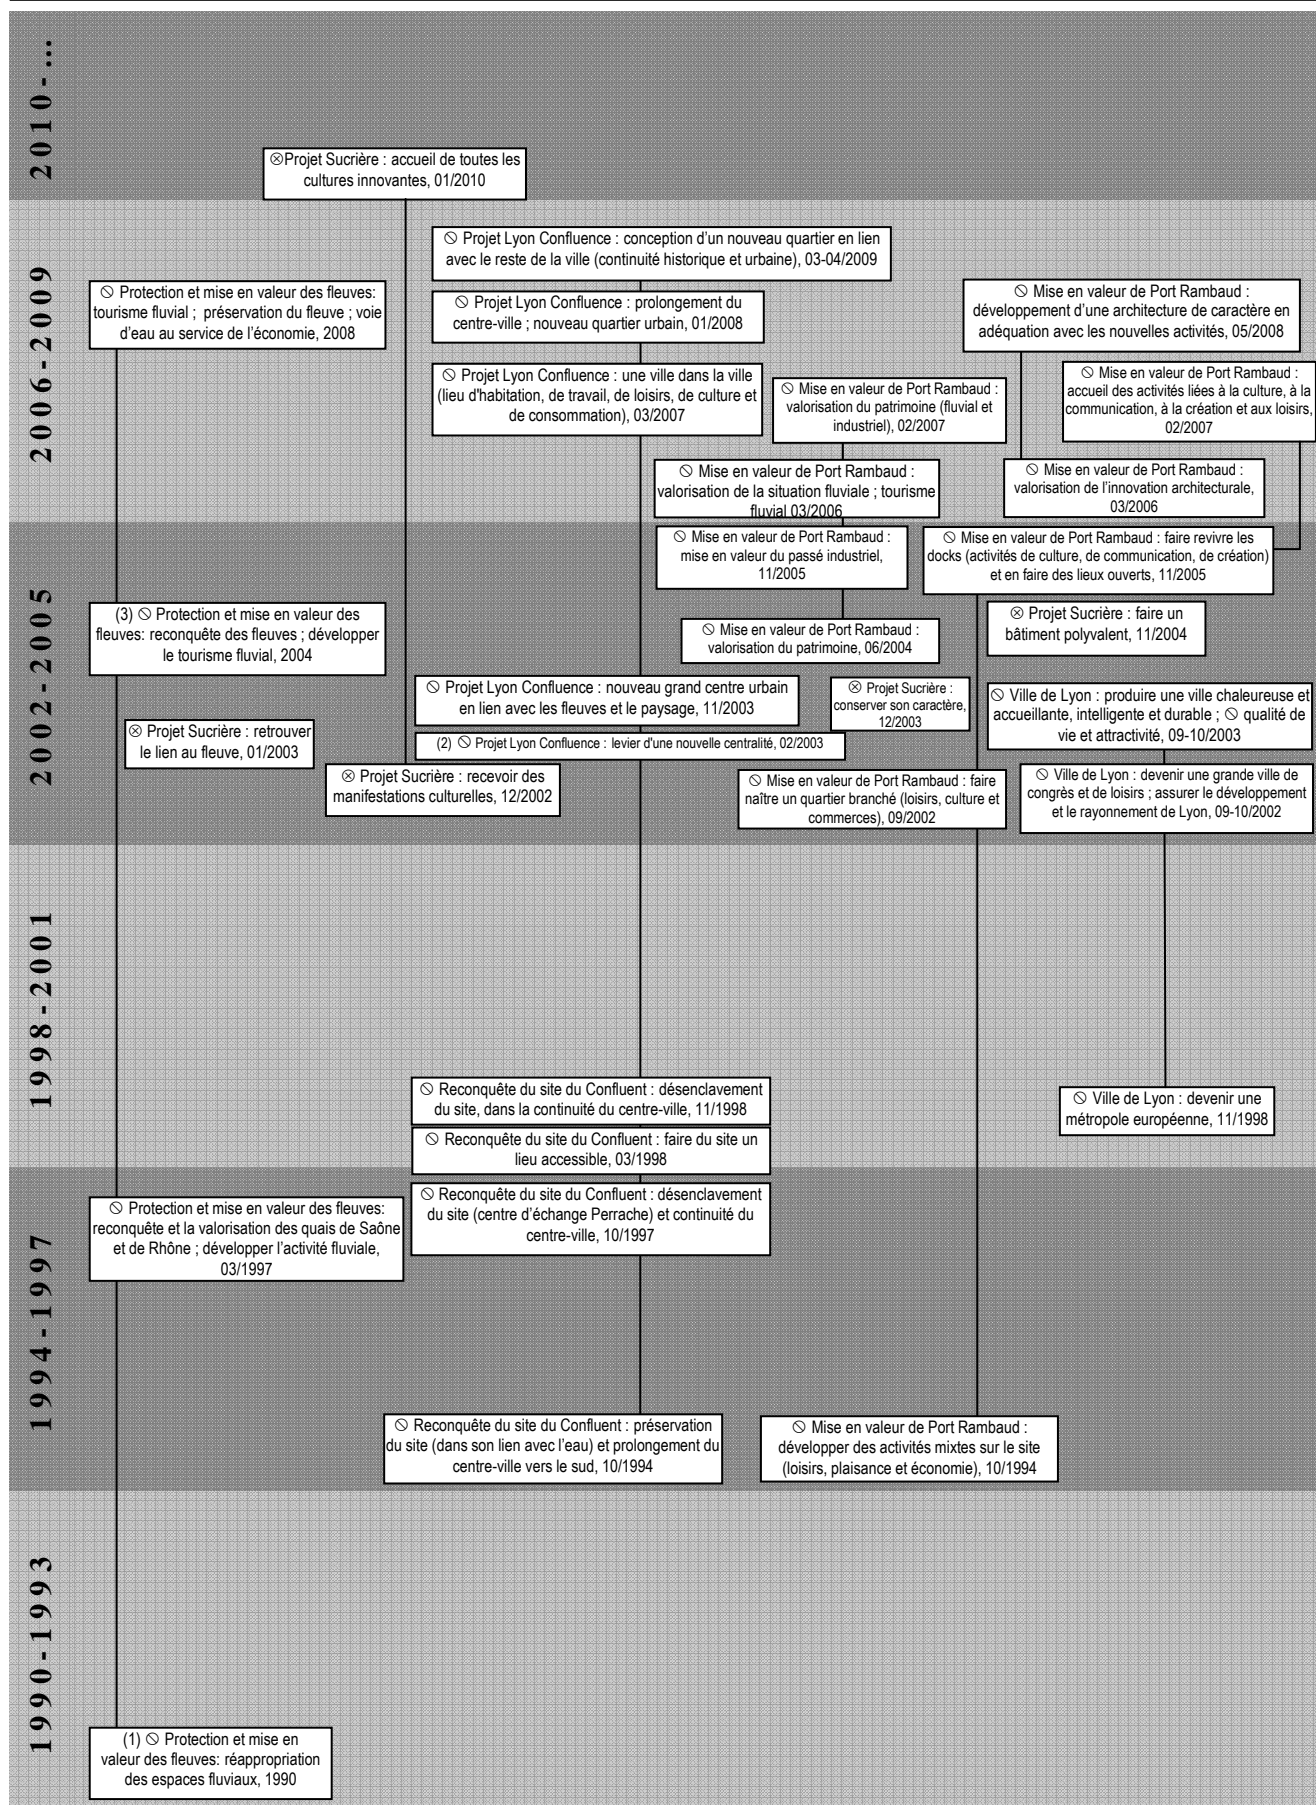 2010-...
⊗Projet Sucrière : accueil de toutes les
cultures innovantes, 01/2010
2006-2009
⦸ Projet Lyon Confluence : conception d’un nouveau quartier en lien
avec le reste de la ville (continuité historique et urbaine), 03-04/2009
⦸ Protection et mise en valeur des fleuves:
tourisme fluvial ; préservation du fleuve ; voie
d’eau au service de l’économie, 2008
⦸ Projet Lyon Confluence : prolongement du
centre-ville ; nouveau quartier urbain, 01/2008
⦸ Mise en valeur de Port Rambaud :
développement d’une architecture de caractère en
adéquation avec les nouvelles activités, 05/2008
⦸ Projet Lyon Confluence : une ville dans la ville
(lieu d'habitation, de travail, de loisirs, de culture et
de consommation), 03/2007
⦸ Mise en valeur de Port Rambaud :
valorisation du patrimoine (fluvial et
industriel), 02/2007
⦸ Mise en valeur de Port Rambaud :
accueil des activités liées à la culture, à la
communication, à la création et aux loisirs,
02/2007
⦸ Mise en valeur de Port Rambaud :
valorisation de la situation fluviale ; tourisme
fluvial 03/2006
⦸ Mise en valeur de Port Rambaud :
valorisation de l’innovation architecturale,
03/2006
2002-2005
⦸ Mise en valeur de Port Rambaud :
mise en valeur du passé industriel,
11/2005
⦸ Mise en valeur de Port Rambaud : faire revivre les
docks (activités de culture, de communication, de création)
et en faire des lieux ouverts, 11/2005
(3) ⦸ Protection et mise en valeur des
fleuves: reconquête des fleuves ; développer
le tourisme fluvial, 2004
⦸ Mise en valeur de Port Rambaud :
valorisation du patrimoine, 06/2004
⊗ Projet Sucrière : faire un
bâtiment polyvalent, 11/2004
⦸ Projet Lyon Confluence : nouveau grand centre urbain
en lien avec les fleuves et le paysage, 11/2003
⊗ Projet Sucrière :
conserver son caractère,
12/2003
⦸ Ville de Lyon : produire une ville chaleureuse et
accueillante, intelligente et durable ; ⦸ qualité de
vie et attractivité, 09-10/2003
⊗ Projet Sucrière : retrouver
le lien au fleuve, 01/2003
(2) ⦸ Projet Lyon Confluence : levier d'une nouvelle centralité, 02/2003
⊗ Projet Sucrière : recevoir des
manifestations culturelles, 12/2002
⦸ Mise en valeur de Port Rambaud : faire
naître un quartier branché (loisirs, culture et
commerces), 09/2002
⦸ Ville de Lyon : devenir une grande ville de
congrès et de loisirs ; assurer le développement
et le rayonnement de Lyon, 09-10/2002
1998-2001
⦸ Reconquête du site du Confluent : désenclavement
du site, dans la continuité du centre-ville, 11/1998
⦸ Ville de Lyon : devenir une
métropole européenne, 11/1998
⦸ Reconquête du site du Confluent : faire du site un
lieu accessible, 03/1998
1994-1997
⦸ Protection et mise en valeur des fleuves:
reconquête et la valorisation des quais de Saône
et de Rhône ; développer l’activité fluviale,
03/1997
⦸ Reconquête du site du Confluent : désenclavement
du site (centre d’échange Perrache) et continuité du
centre-ville, 10/1997
⦸ Reconquête du site du Confluent : préservation
du site (dans son lien avec l’eau) et prolongement du
centre-ville vers le sud, 10/1994
⦸ Mise en valeur de Port Rambaud :
développer des activités mixtes sur le site
(loisirs, plaisance et économie), 10/1994
1990-1993
(1) ⦸ Protection et mise en
valeur des fleuves: réappropriation
des espaces fluviaux, 1990